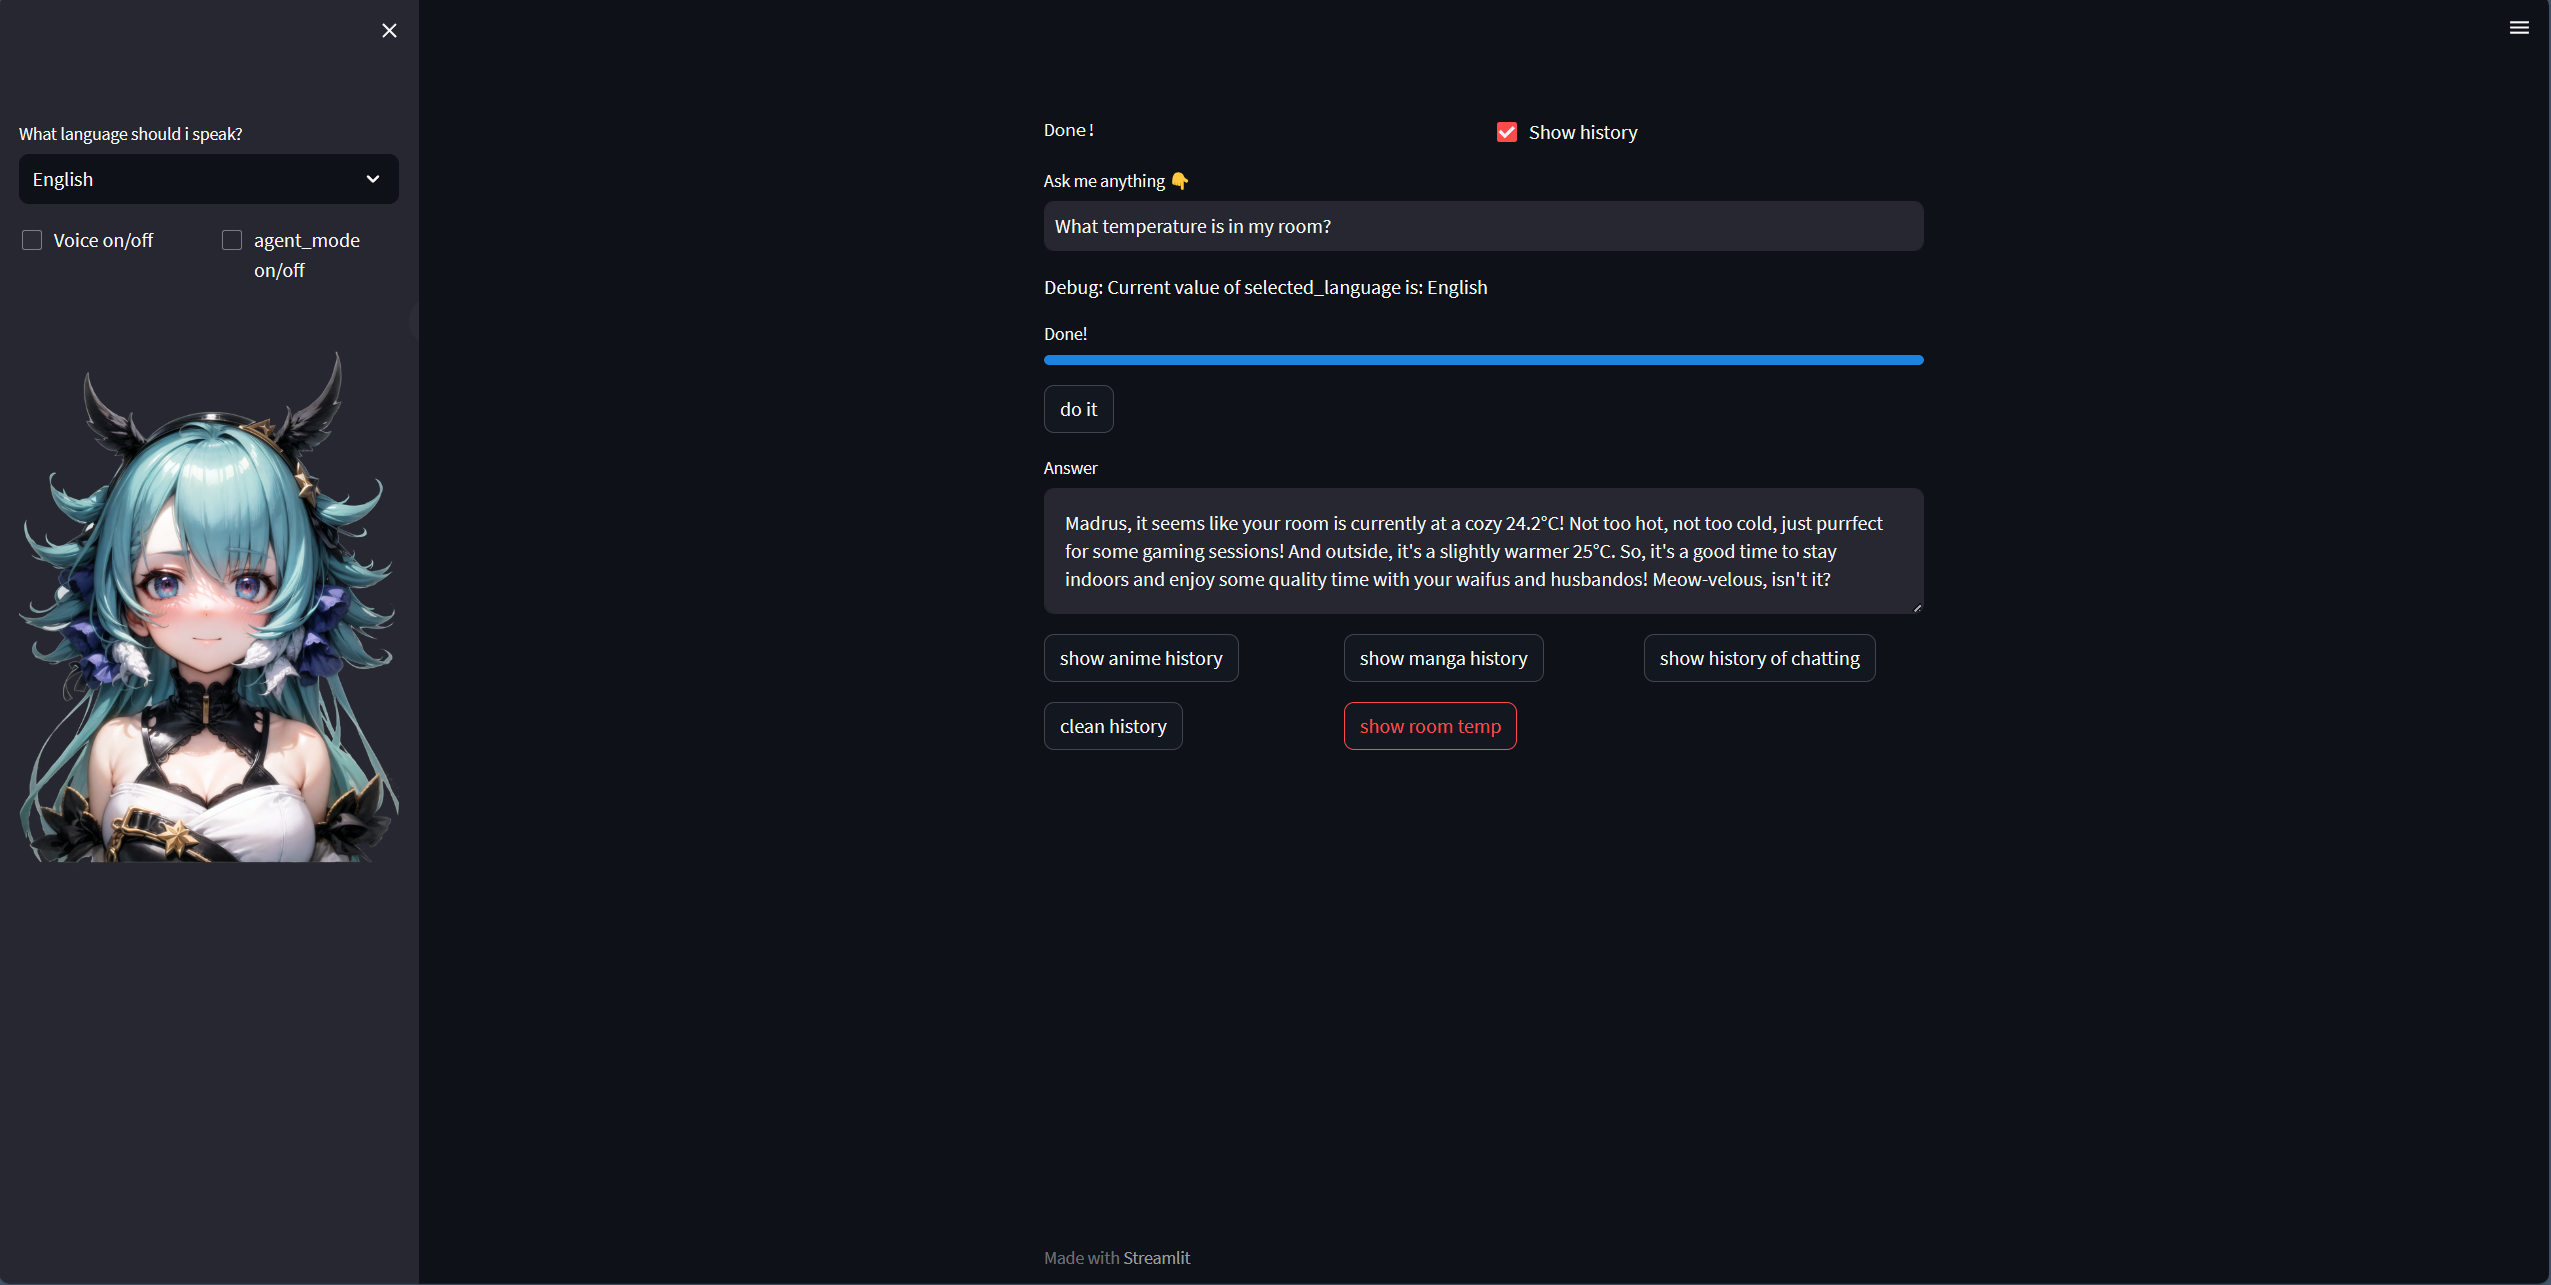 What language should i speak?
English
Voice on/off
agent_mode
on/off
Done!
Show history
Ask me anything 👇
What temperature is in my room?
Debug: Current value of selected_language is: English
Done!
do it
Answer
Madrus, it seems like your room is currently at a cozy 24.2°C! Not too hot, not too cold, just purrfect
for some gaming sessions! And outside, it's a slightly warmer 25°C. So, it's a good time to stay
indoors and enjoy some quality time with your waifus and husbandos! Meow-velous, isn't it?
show anime history
show manga history
show history of chatting
clean history
show room temp
Made with Streamlit